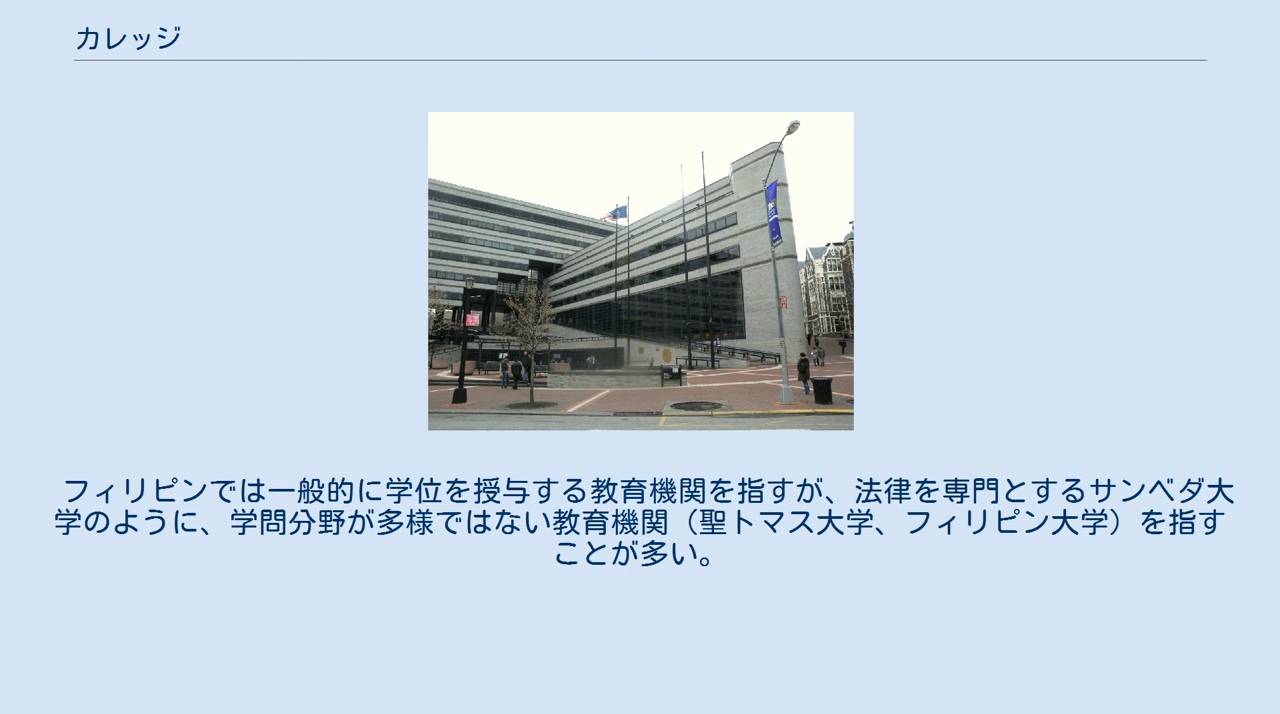 カレッジ
フィリピンでは一般的に学位を授与する教育機関を指すが、法律を専門とするサンベダ大
学のように、学問分野が多様ではない教育機関（聖トマス大学、フィリピン大学）を指す
ことが多い。